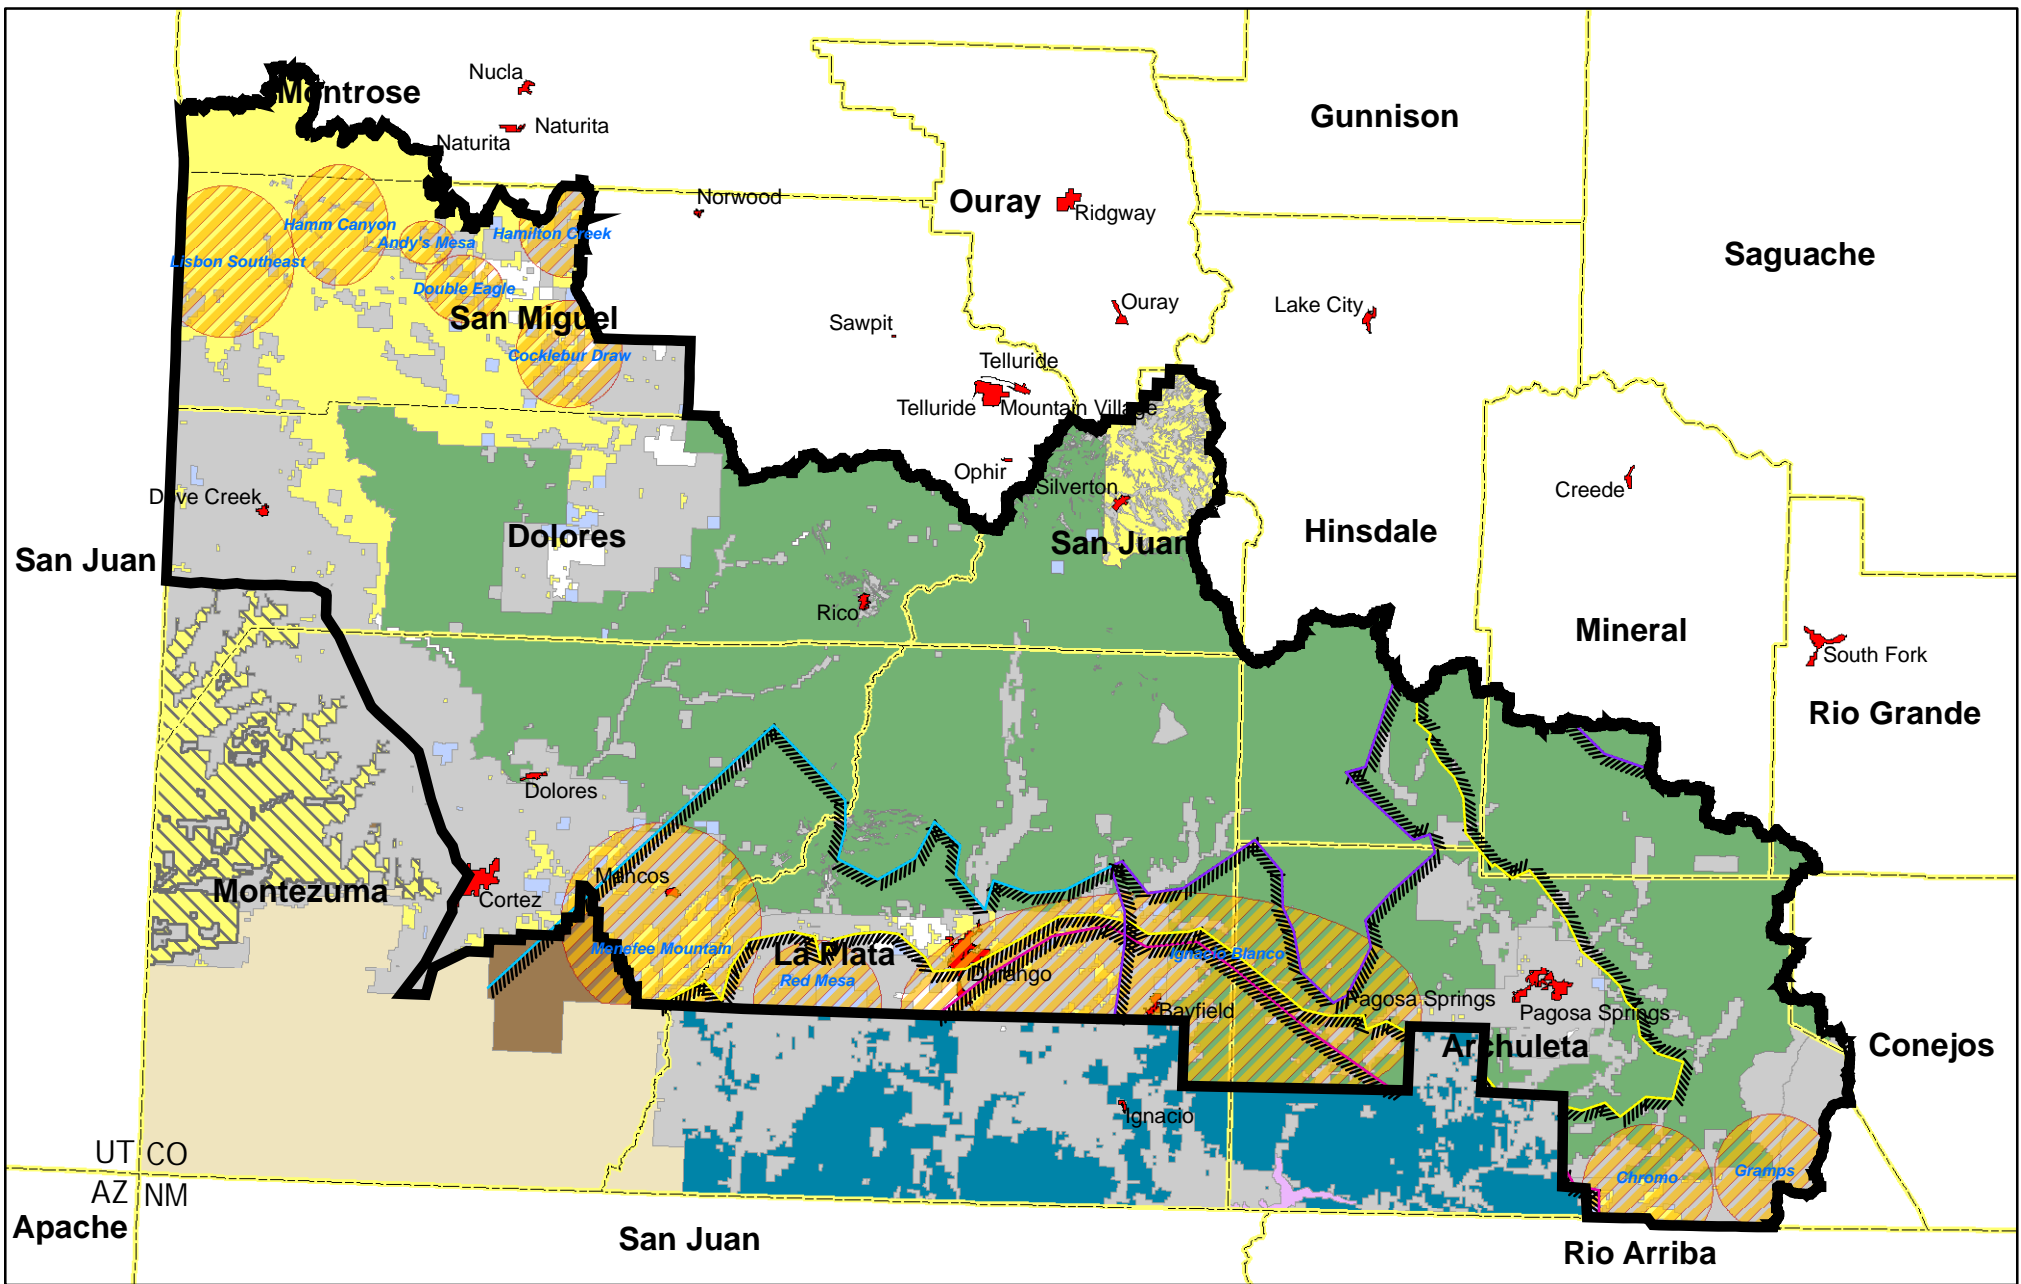 Nucla
Montrose
Gunnison
Naturita
Naturita
Norwood
Ouray
Ridgway
Hamm Canyon
Hamilton Creek
Andy's Mesa
Saguache
Lisbon Southeast
Double Eagle
Ouray
Lake City
San Miguel
Sawpit
Cocklebur Draw
Telluride
Telluride
Mountain Village
Ophir
Silverton
Dove Creek
Creede
Dolores
San Juan
Hinsdale
San Juan
Rico
Mineral
South Fork
Rio Grande
Dolores
Mancos
Montezuma
Cortez
Menefee Mountain
La Plata
Ignacio Blanco
Red Mesa
Durango
Pagosa Springs
Bayfield
Pagosa Springs
Archuleta
Conejos
Ignacio
UT CO
Chromo
Gramps
AZ NM
Apache
San Juan
Rio Arriba